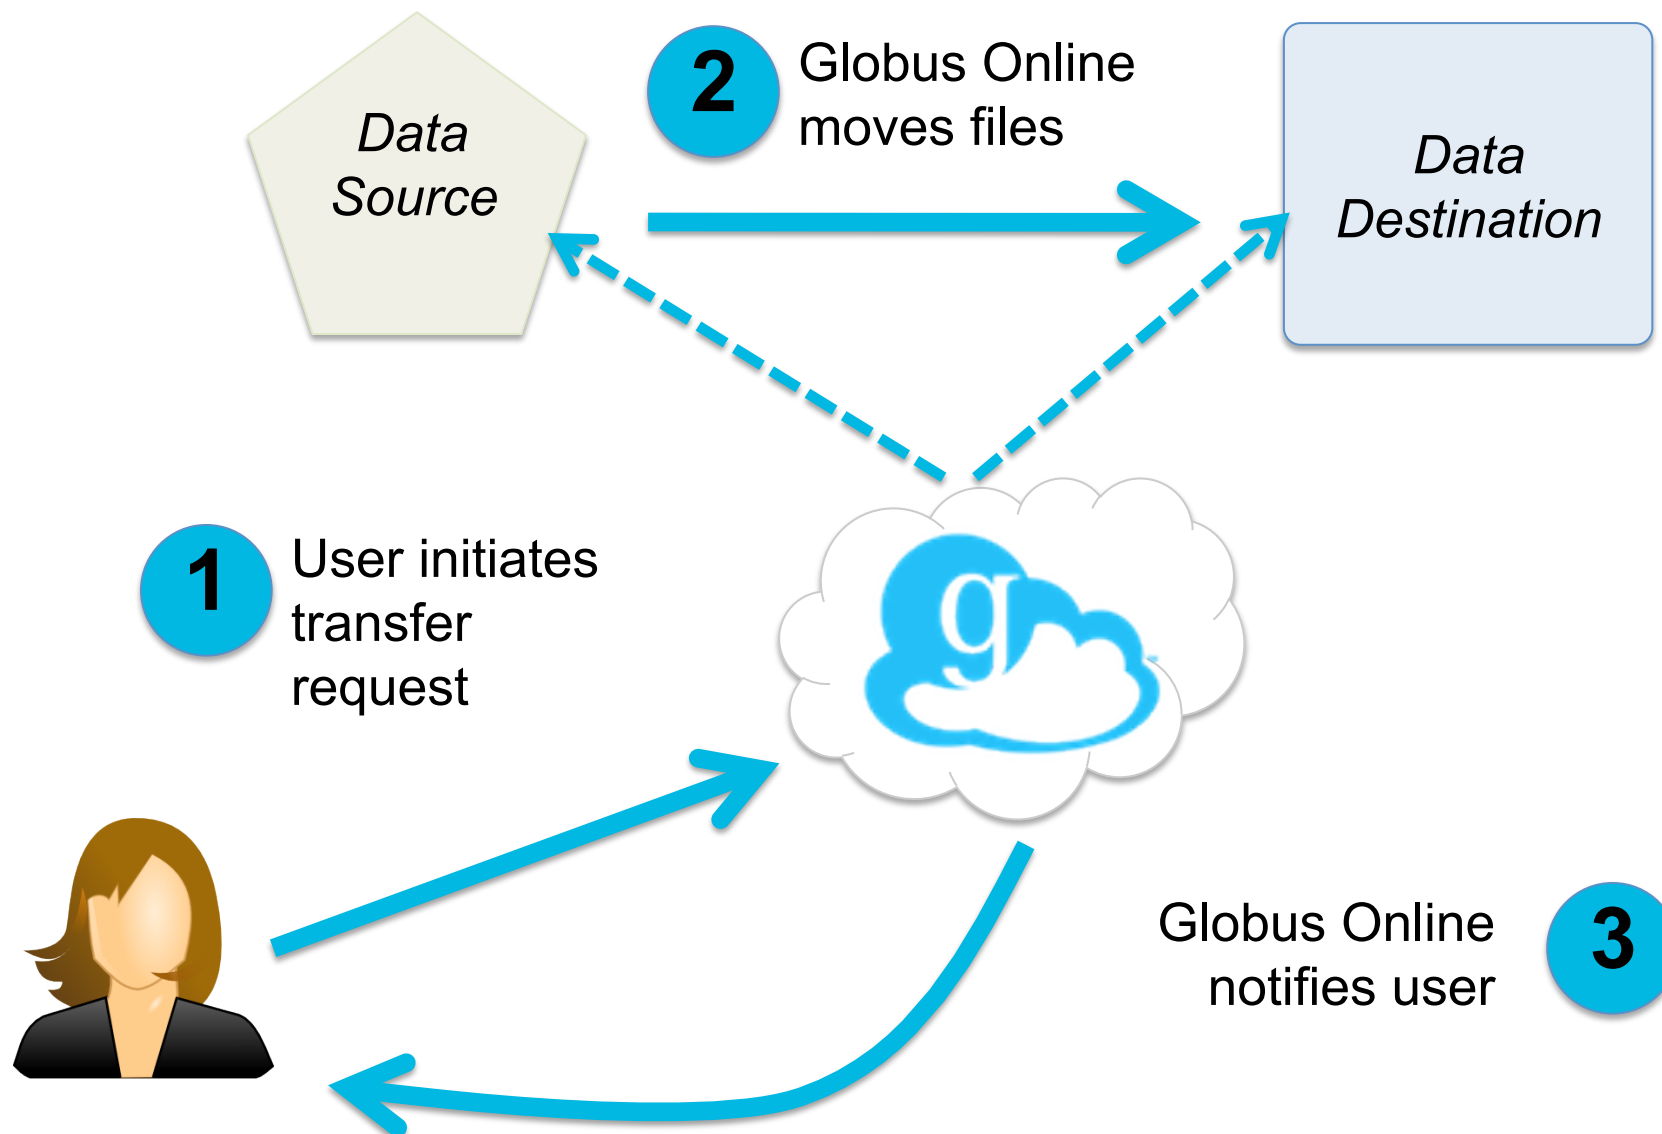 Data
Source
2
Globus Online
moves files
Data
Destination
1
User initiates
transfer
request
g
Globus Online
notifies user
3